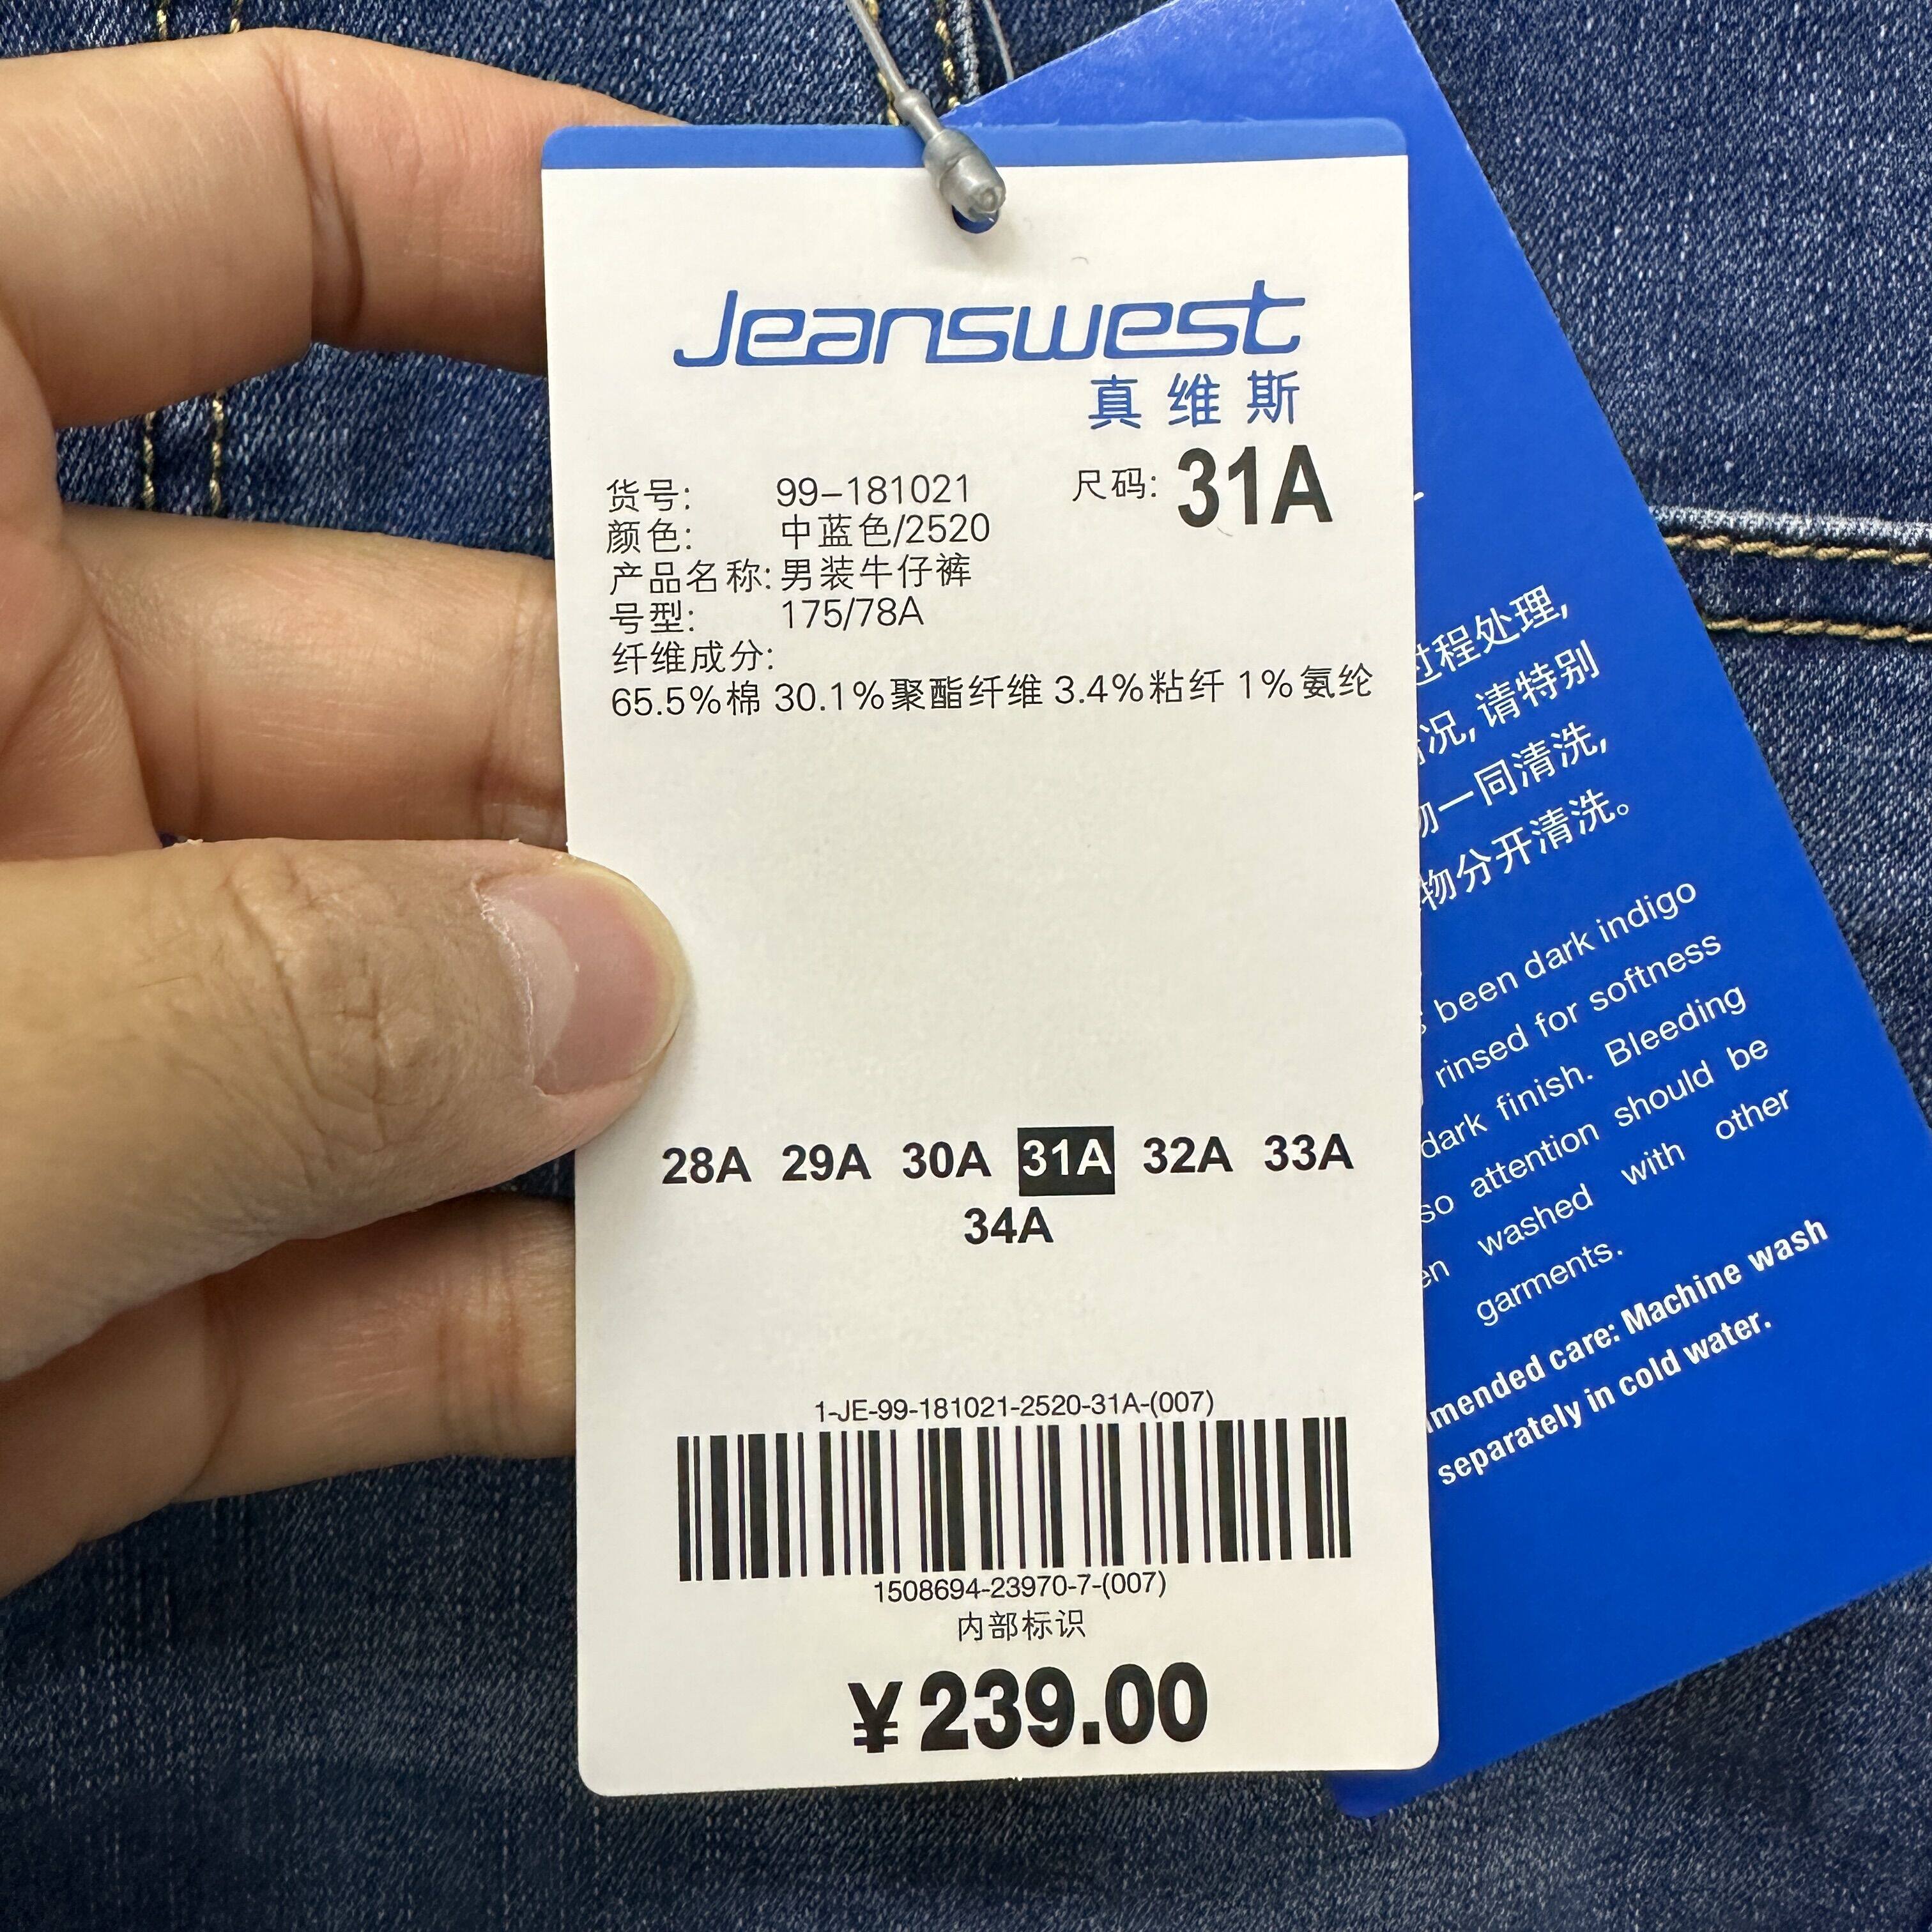 Jeanswest
真维斯
货号: 99-181021 尺码: 31A
颜色: 中蓝色/2520
产品名称: 男装牛仔裤
号型: 175/78A
纤维成分:
65.5%棉 30.1%聚酯纤维 3.4%粘纤 1%氨纶
28A 29A 30A 31A 32A 33A
34A
1-JE-99-181021-2520-31A-(007)
1508694-23970-7-(007)
内部标识
¥239.00
过程处理,
情况,请特别
物一同清洗,
物分开清洗。
been dark indigo
rinsed for softness
dark finish. Bleeding
so attention should be
washed with other
garments.
care: Machine wash
separately in cold water.